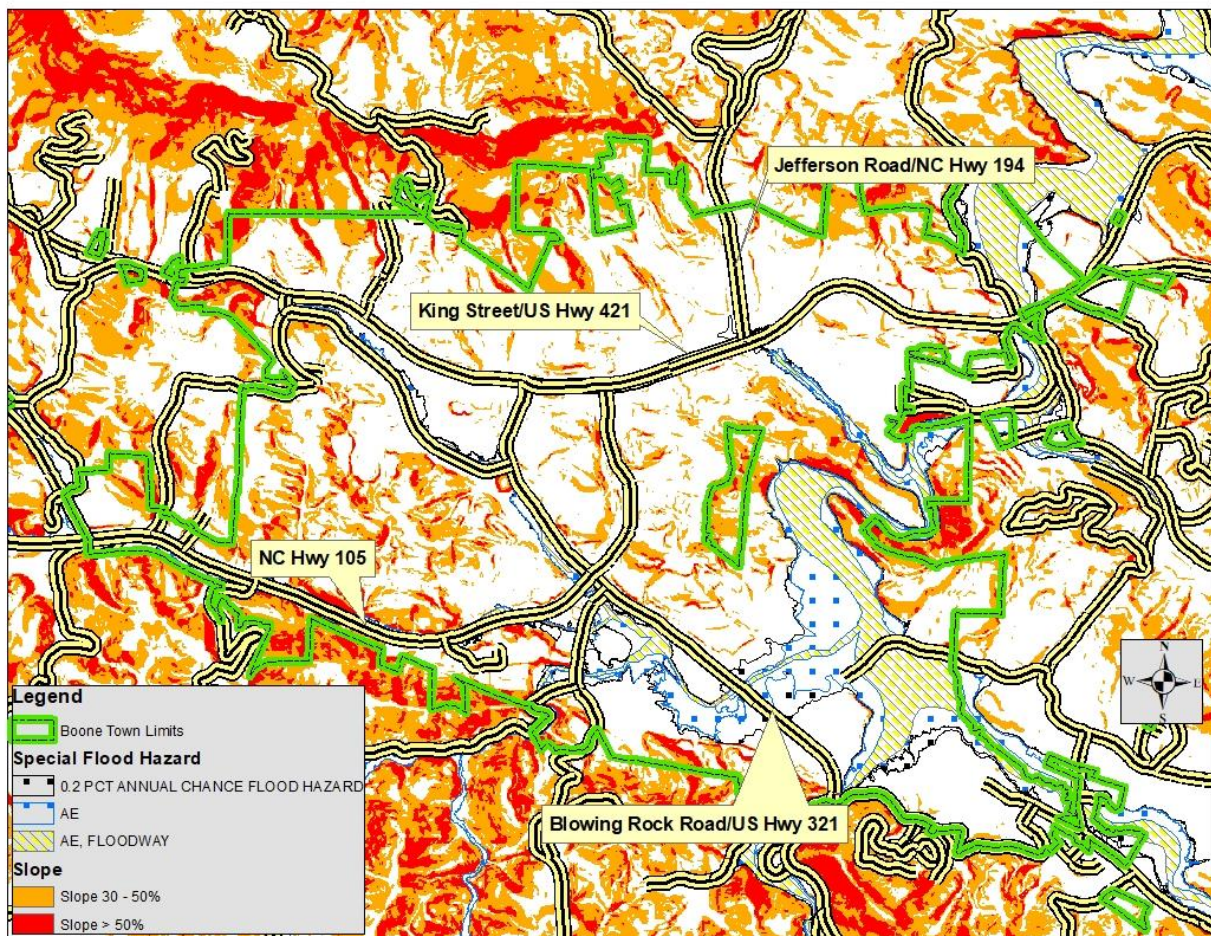 Jefferson Road/NC Hwy 194
King Street/US Hwy 421
NC Hwy 105
Blowing Rock Road/US Hwy 321
N
W E
S
Legend
Boone Town Limits
Special Flood Hazard
0.2 PCT ANNUAL CHANCE FLOOD HAZARD
AE
AE, FLOODWAY
Slope
Slope 30 - 50%
Slope > 50%